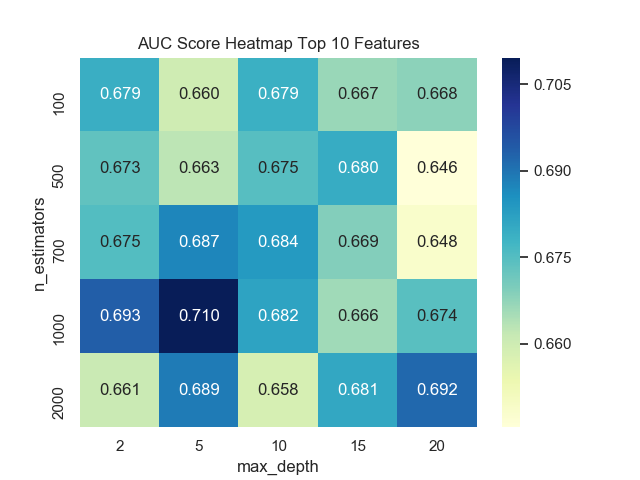 AUC Score Heatmap Top 10 Features
n_estimators
100 0.679 0.660 0.679 0.667 0.668
500 0.673 0.663 0.675 0.680 0.646
700 0.675 0.687 0.684 0.669 0.648
1000 0.693 0.710 0.682 0.666 0.674
2000 0.661 0.689 0.658 0.681 0.692
2 5 10 15 20
max_depth
0.705
0.690
0.675
0.660